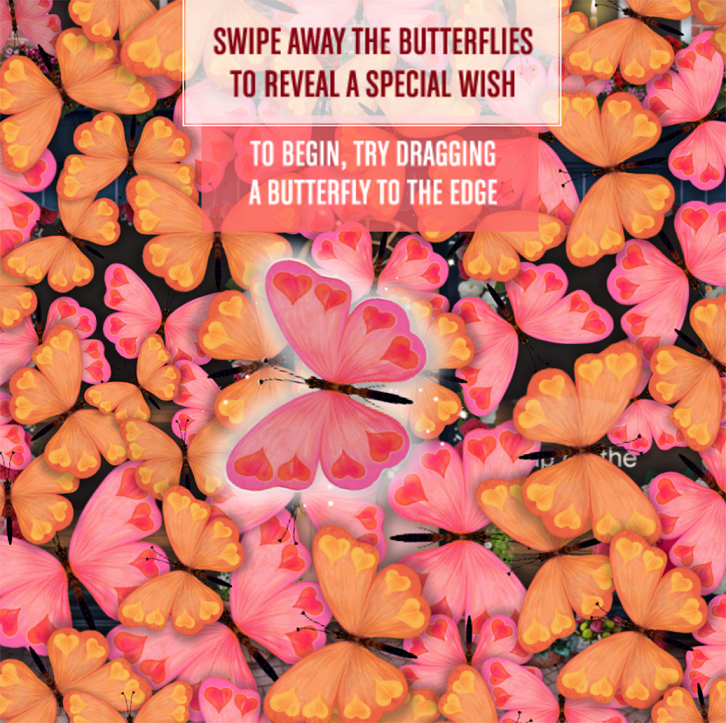 SWIPE AWAY THE BUTTERFLIES
TO REVEAL A SPECIAL WISH
TO BEGIN, TRY DRAGGING
A BUTTERFLY TO THE EDGE
the